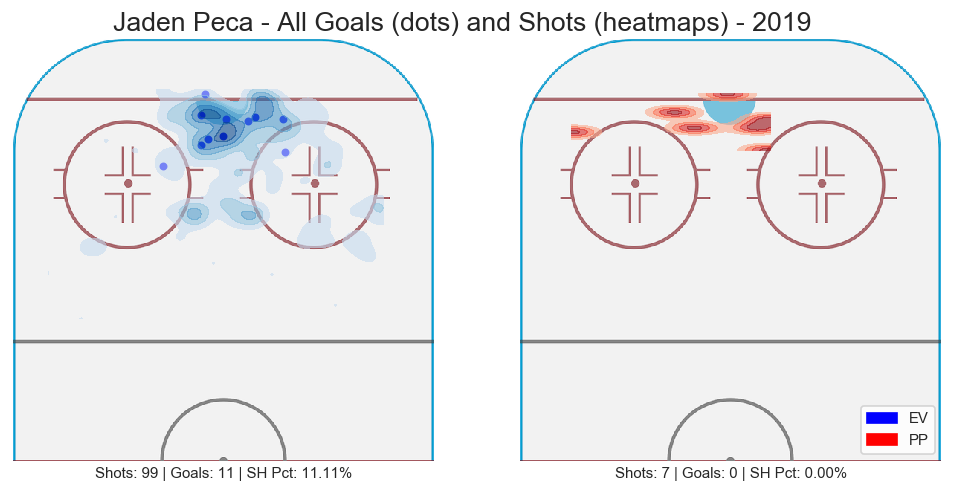 Jaden Peca - All Goals (dots) and Shots (heatmaps) - 2019
EV
PP
Shots: 99 | Goals: 11 | SH Pct: 11.11%
Shots: 7 | Goals: 0 | SH Pct: 0.00%